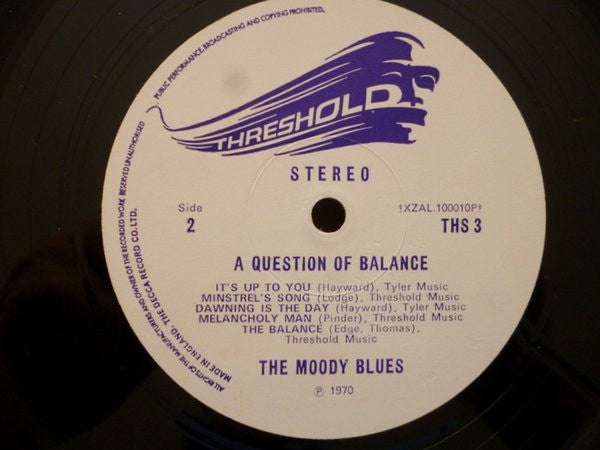 PUBLIC PERFORMANCE, BROADCASTING AND COPYING PROHIBITED.
THRESHOLD
STEREO
Side
2
†XZAL.100010P†
THS 3
A QUESTION OF BALANCE
IT'S UP TO YOU (Hayward), Tyler Music
MINSTREL'S SONG (Lodge), Threshold Music
DAWNING IS THE DAY (Hayward), Tyler Music
MELANCHOLY MAN (Pinder), Threshold Music
THE BALANCE (Edge, Thomas),
Threshold Music
THE MOODY BLUES
℗ 1970
ALL RIGHTS OF THE MANUFACTURER AND OWNER OF THE RECORDED WORK RESERVED UNAUTHORISED
MADE IN ENGLAND. THE DECCA RECORD CO. LTD.